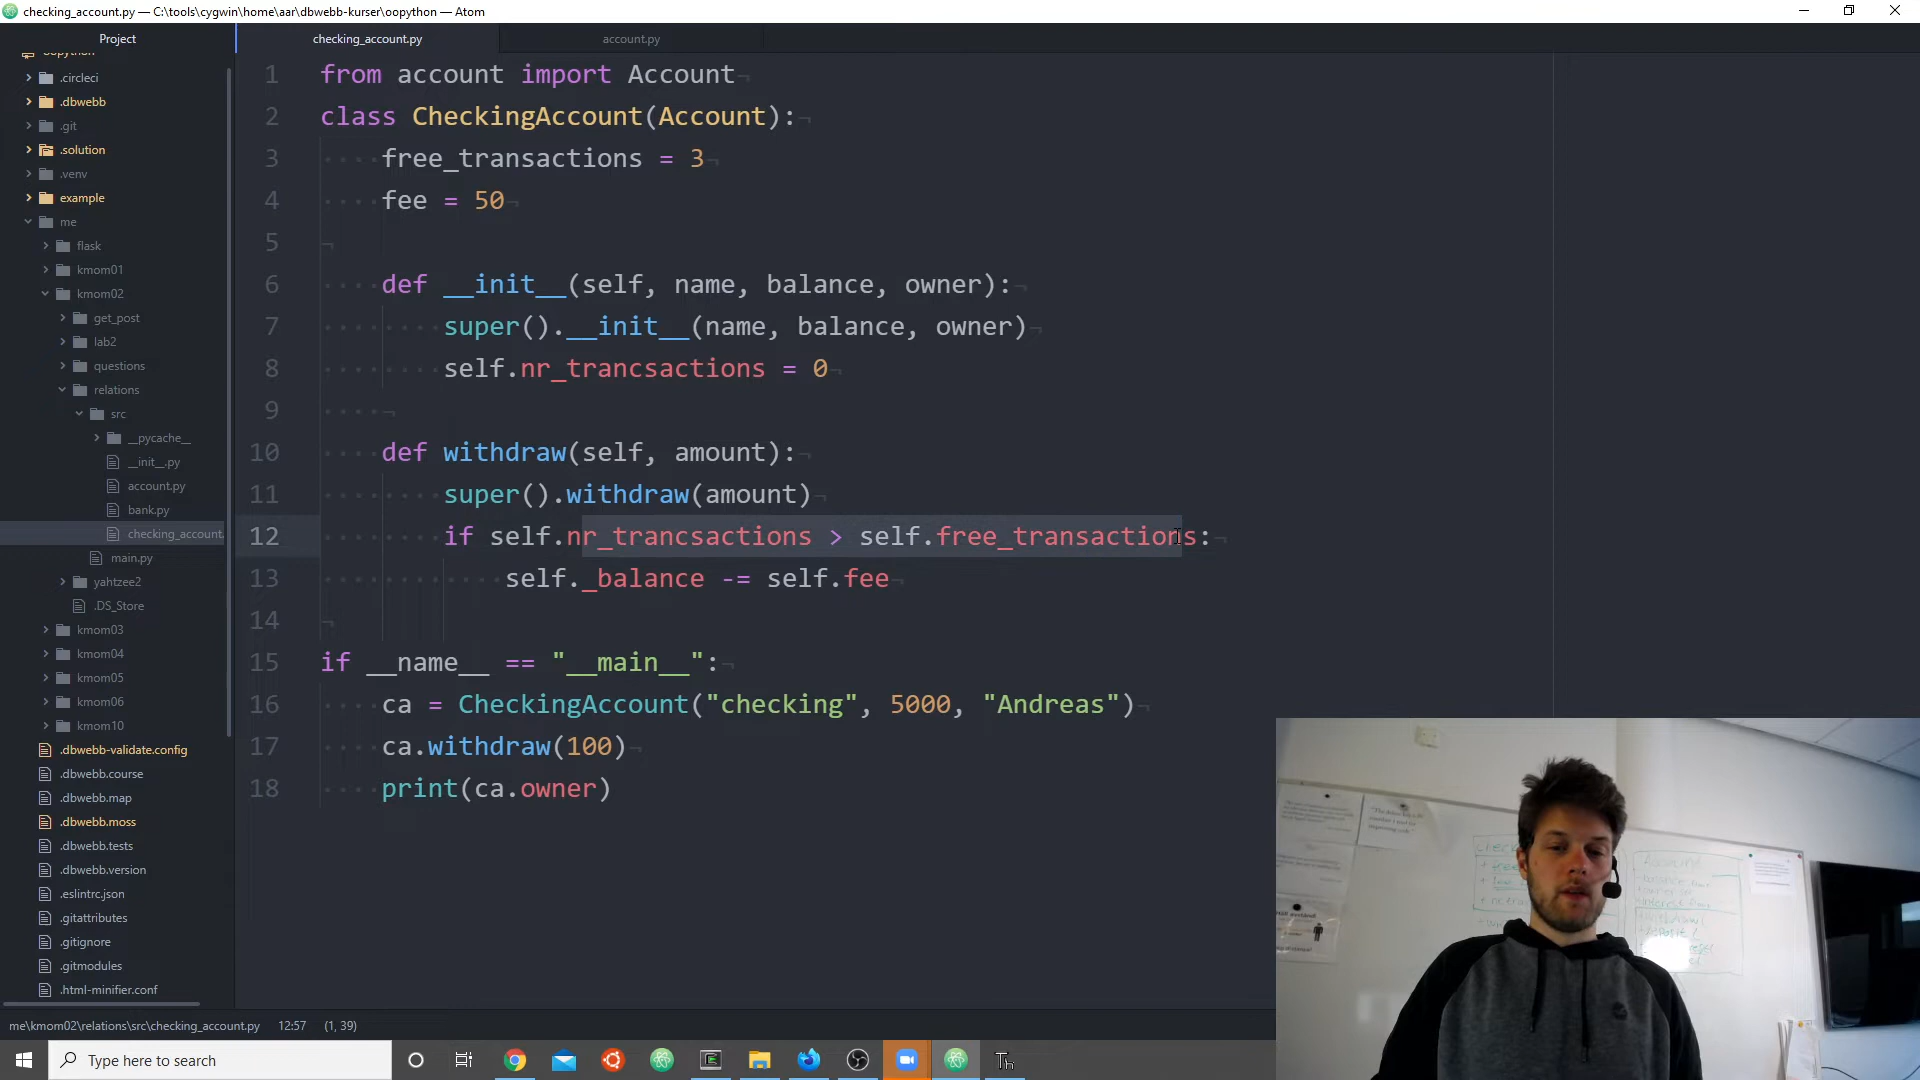 checking_account.py — C:\tools\cygwin\home\aar\dbwebb-kurser\oopython — Atom
Project
checking_account.py
account.py
oopython
.circleci
.dbwebb
.git
.solution
.venv
example
me
flask
kmom01
kmom02
get_post
lab2
questions
relations
src
__pycache__
__init__.py
account.py
bank.py
checking_account.
main.py
yahtzee2
.DS_Store
kmom03
kmom04
kmom05
kmom06
kmom10
.dbwebb-validate.config
.dbwebb.course
.dbwebb.map
.dbwebb.moss
.dbwebb.tests
.dbwebb.version
.eslintrc.json
.gitattributes
.gitignore
.gitmodules
.html-minifier.conf
1 from account import Account
2 class CheckingAccount(Account):
3 free_transactions = 3
4 fee = 50
5
6 def __init__(self, name, balance, owner):
7 super().__init__(name, balance, owner)
8 self.nr_trancsactions = 0
9
10 def withdraw(self, amount):
11 super().withdraw(amount)
12 if self.nr_trancsactions > self.free_transactions:
13 self._balance -= self.fee
14
15 if __name__ == "__main__":
16 ca = CheckingAccount("checking", 5000, "Andreas")
17 ca.withdraw(100)
18 print(ca.owner)
me\kmom02\relations\src\checking_account.py 12:57 (1, 39)
Type here to search